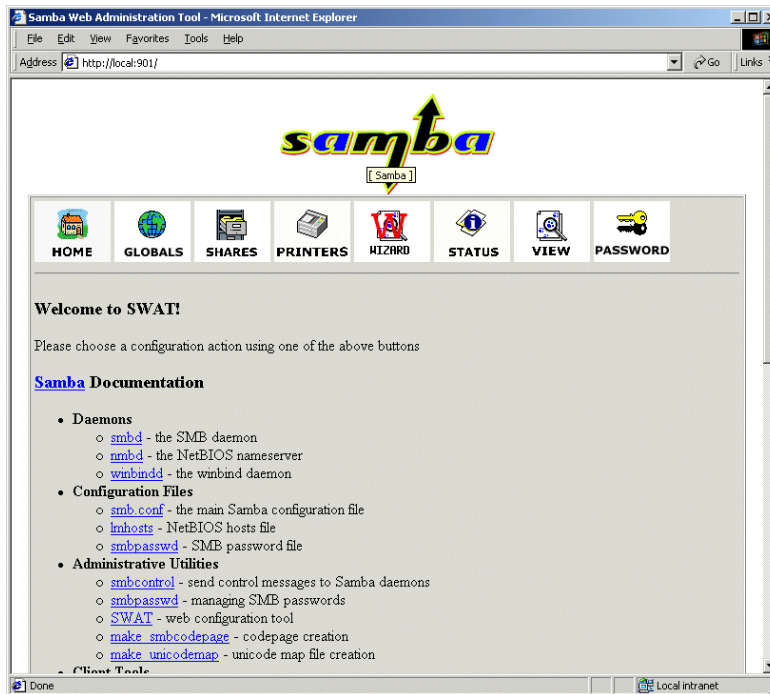 Samba Web Administration Tool - Microsoft Internet Explorer
File Edit View Favorites Tools Help
Address http://local:901/ Go Links
samba
[ Samba ]
HOME GLOBALS SHARES PRINTERS WIZARD STATUS VIEW PASSWORD
Welcome to SWAT!
Please choose a configuration action using one of the above buttons
Samba Documentation
• Daemons
o smbd - the SMB daemon
o nmbd - the NetBIOS nameserver
o winbindd - the winbind daemon
• Configuration Files
o smb.conf - the main Samba configuration file
o lmhosts - NetBIOS hosts file
o smbpasswd - SMB password file
• Administrative Utilities
o smbcontrol - send control messages to Samba daemons
o smbpasswd - managing SMB passwords
o SWAT - web configuration tool
o make_smbcodepage - codepage creation
o make_unicodemap - unicode map file creation
• Client Tools
Done Local intranet